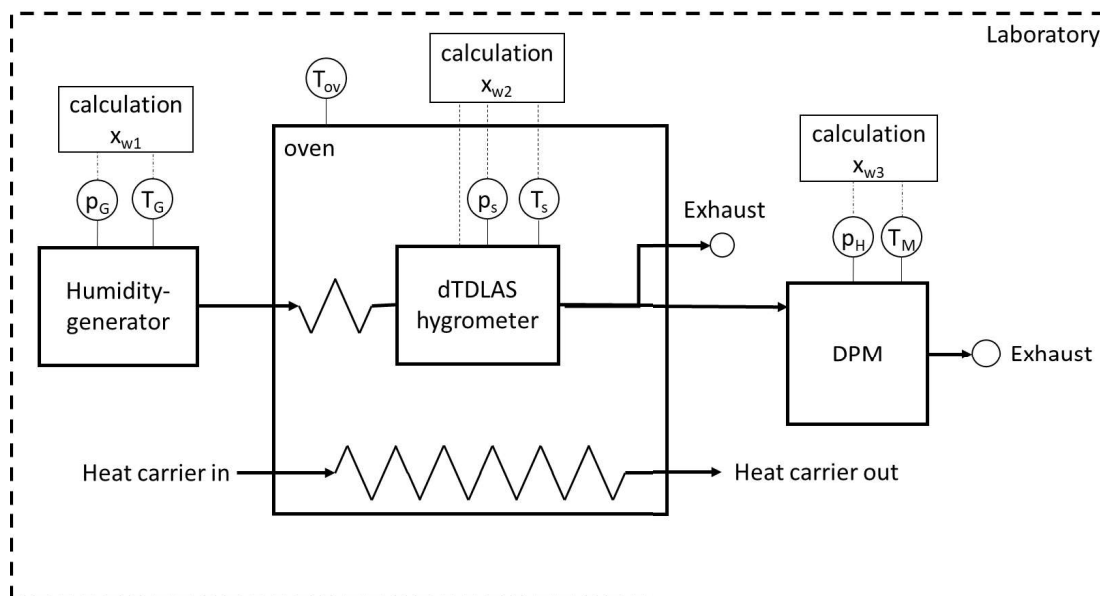 Laboratory
calculation
x_w1
p_G
T_G
Humidity-
generator
T_ov
oven
calculation
x_w2
p_s
T_s
dTDLAS
hygrometer
Exhaust
calculation
x_w3
p_H
T_M
DPM
Exhaust
Heat carrier in
Heat carrier out